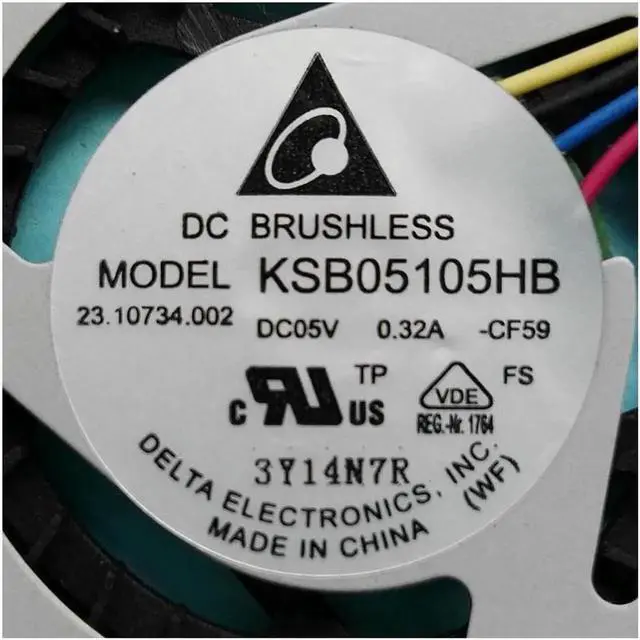 DC BRUSHLESS
MODEL KSB05105HB
23.10734.002 DC05V 0.32A -CF59
TP FS
c RU US VDE
REG.-Nr. 1764
3Y14N7R
DELTA ELECTRONICS, INC.
MADE IN CHINA (WF)